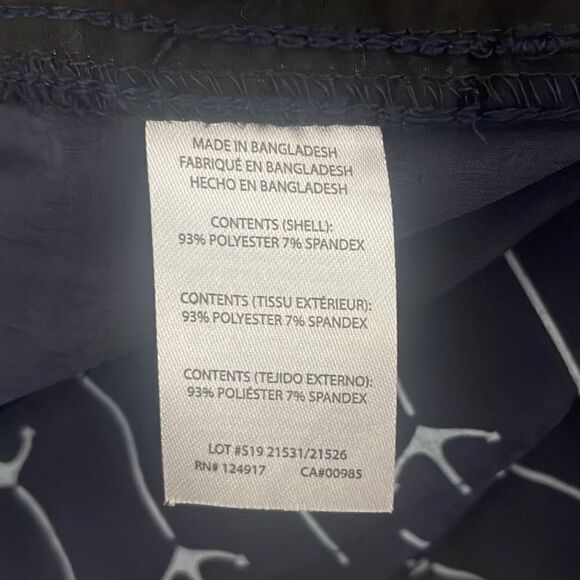 MADE IN BANGLADESH
FABRIQUÉ EN BANGLADESH
HECHO EN BANGLADESH
CONTENTS (SHELL):
93% POLYESTER 7% SPANDEX
CONTENTS (TISSU EXTÉRIEUR):
93% POLYESTER 7% SPANDEX
CONTENTS (TEJIDO EXTERNO):
93% POLIÉSTER 7% SPANDEX
LOT #S19 21531/21526
RN# 124917 CA#00985